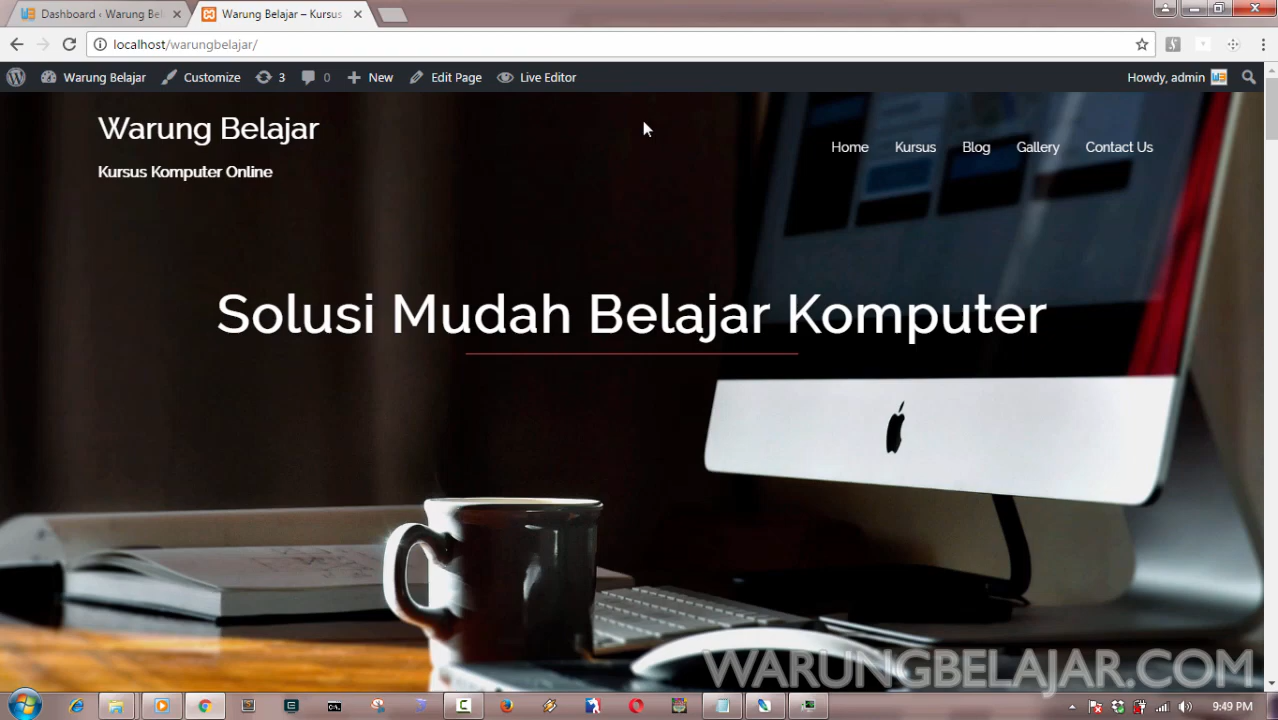 Dashboard ‹ Warung Bel
Warung Belajar – Kursus
localhost/warungbelajar/
Warung Belajar
Customize
3
0
New
Edit Page
Live Editor
Howdy, admin
Warung Belajar
Kursus Komputer Online
Home
Kursus
Blog
Gallery
Contact Us
Solusi Mudah Belajar Komputer
WARUNGBELAJAR.COM
9:49 PM